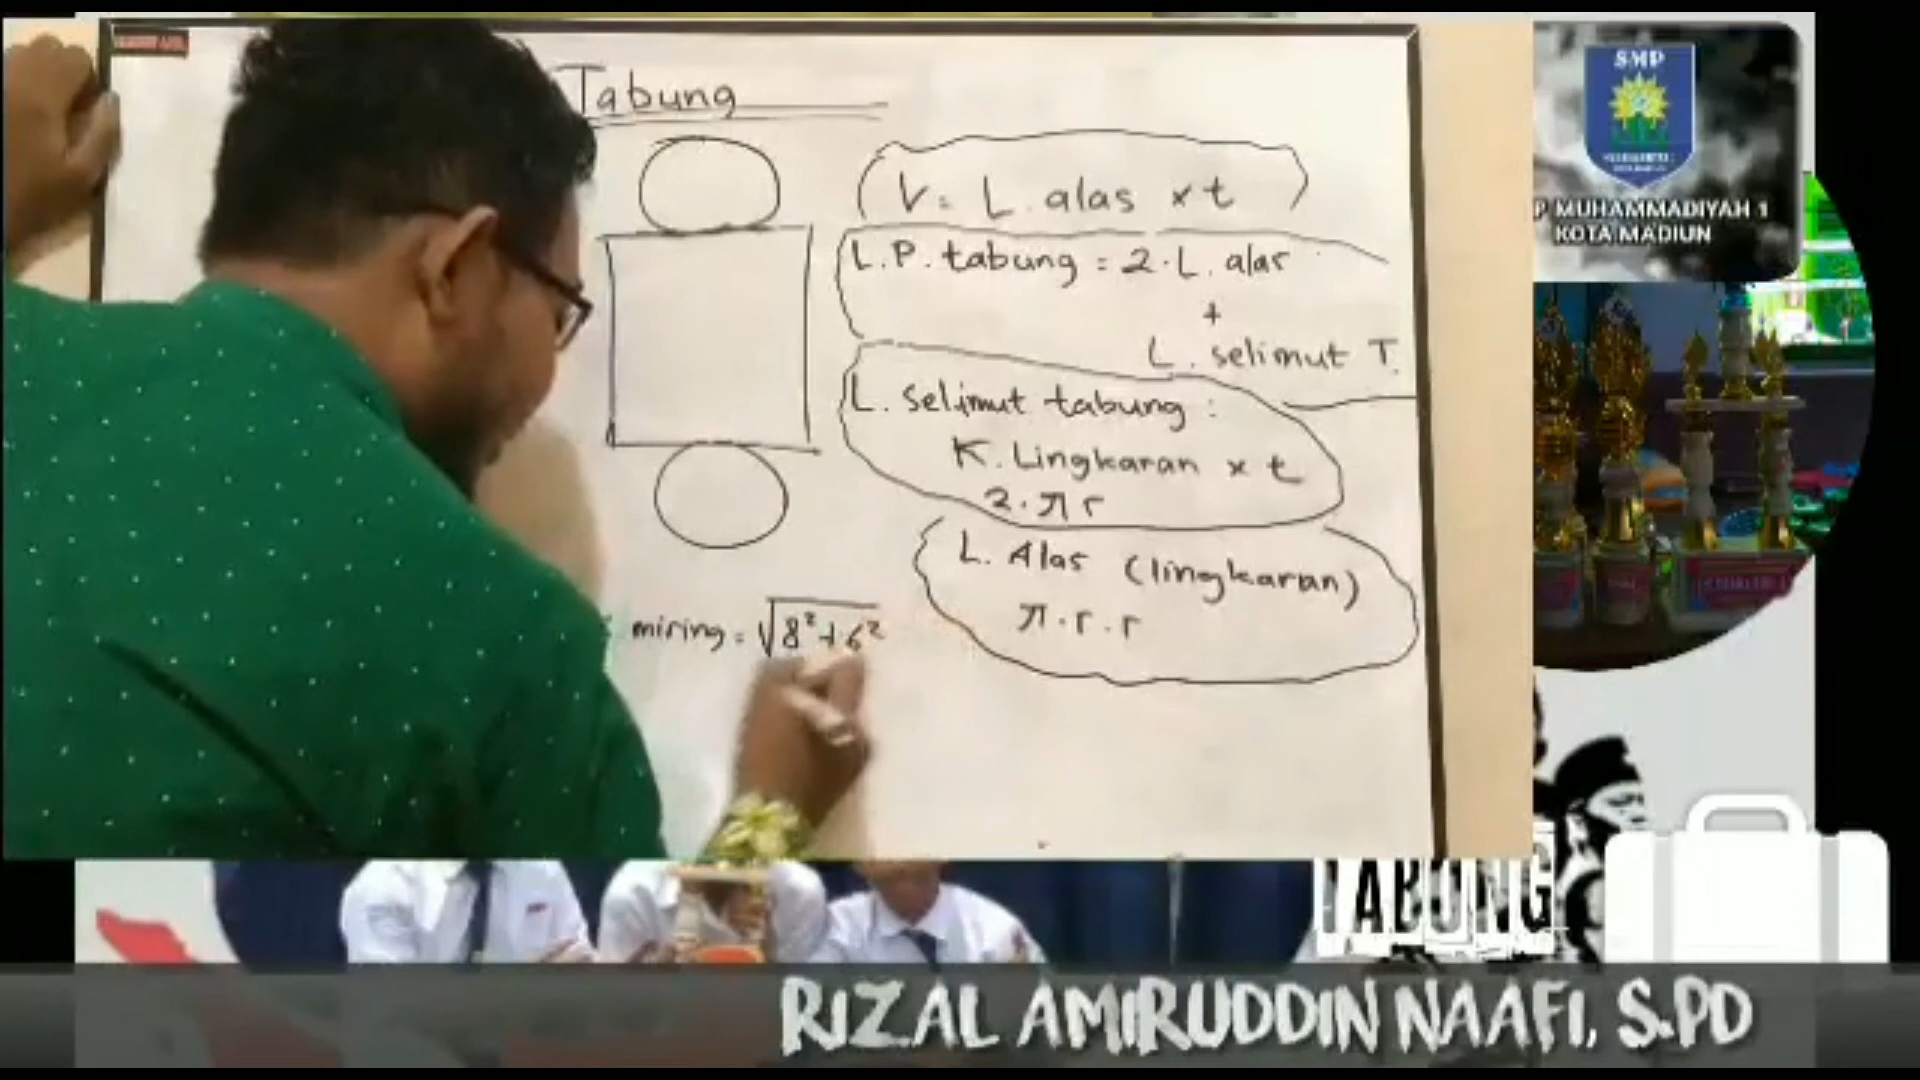 Tabung
V = L. alas x t
L.P. tabung = 2. L. alas
+
L. selimut T.
L. selimut tabung :
K. Lingkaran x t
2. π r
L. Alas (lingkaran)
π . r . r
miring = √8² + 6²
SMP
P MUHAMMADIYAH 1
KOTA MADIUN
TABUNG
RIZAL AMIRUDDIN NAAFI, S.PD